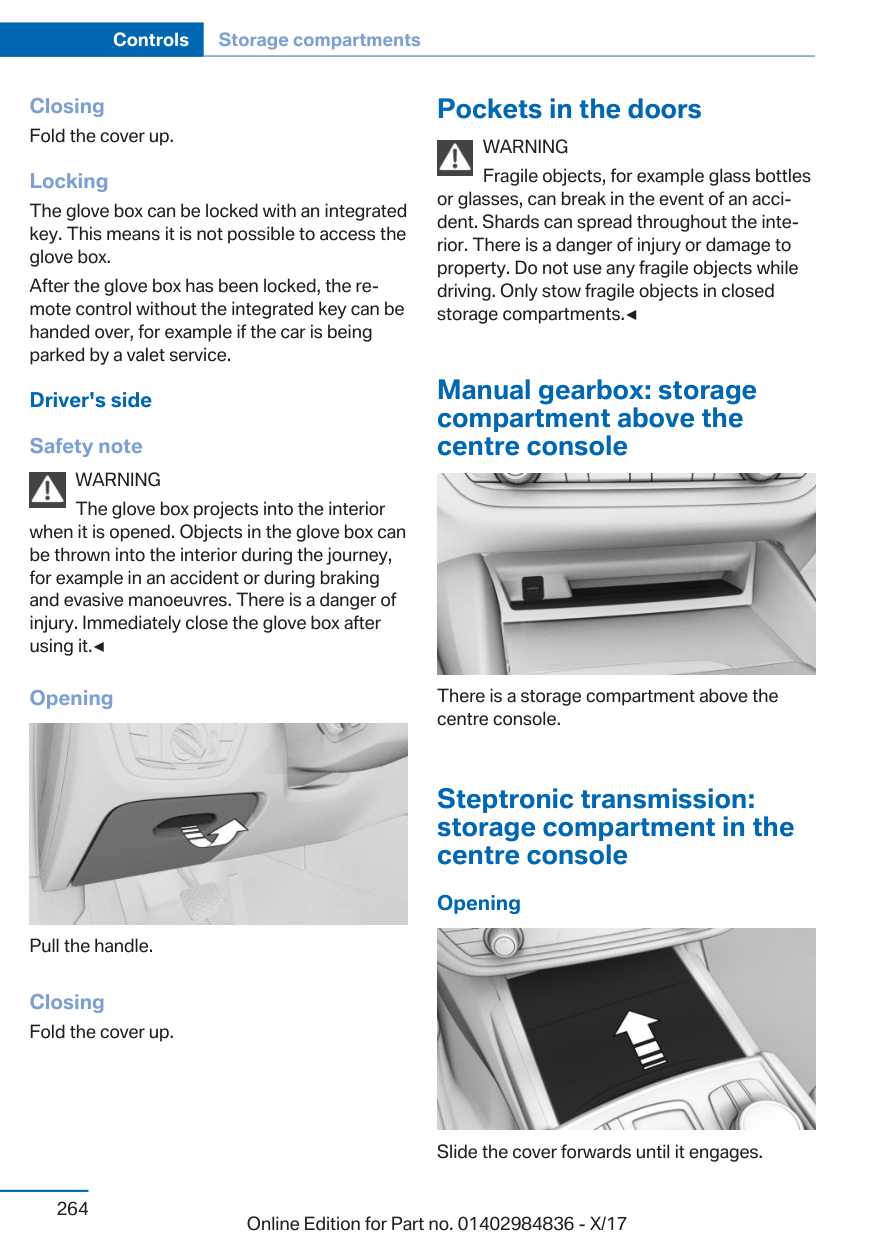 Controls Storage compartments
Closing
Fold the cover up.
Locking
The glove box can be locked with an integrated
key. This means it is not possible to access the
glove box.
After the glove box has been locked, the re-
mote control without the integrated key can be
handed over, for example if the car is being
parked by a valet service.
Driver's side
Safety note
WARNING
The glove box projects into the interior
when it is opened. Objects in the glove box can
be thrown into the interior during the journey,
for example in an accident or during braking
and evasive manoeuvres. There is a danger of
injury. Immediately close the glove box after
using it.◄
Opening
Pull the handle.
Closing
Fold the cover up.
Pockets in the doors
WARNING
Fragile objects, for example glass bottles
or glasses, can break in the event of an acci-
dent. Shards can spread throughout the inte-
rior. There is a danger of injury or damage to
property. Do not use any fragile objects while
driving. Only stow fragile objects in closed
storage compartments.◄
Manual gearbox: storage
compartment above the
centre console
There is a storage compartment above the
centre console.
Steptronic transmission:
storage compartment in the
centre console
Opening
Slide the cover forwards until it engages.
264
Online Edition for Part no. 01402984836 - X/17